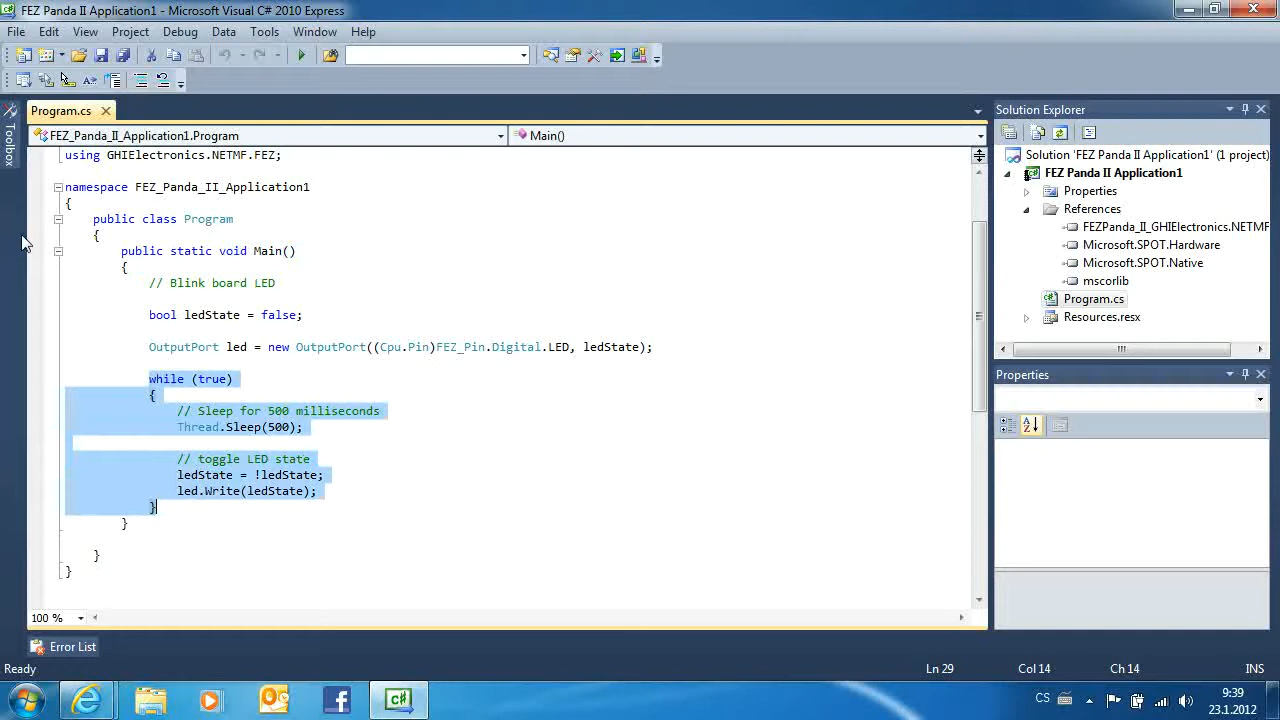 FEZ Panda II Application1 - Microsoft Visual C# 2010 Express
File Edit View Project Debug Data Tools Window Help
Program.cs
Toolbox
FEZ_Panda_II_Application1.Program
Main()
using GHIElectronics.NETMF.FEZ;
namespace FEZ_Panda_II_Application1
{
public class Program
{
public static void Main()
{
// Blink board LED
bool ledState = false;
OutputPort led = new OutputPort((Cpu.Pin)FEZ_Pin.Digital.LED, ledState);
while (true)
{
// Sleep for 500 milliseconds
Thread.Sleep(500);
// toggle LED state
ledState = !ledState;
led.Write(ledState);
}
}
}
}
100 %
Solution Explorer
Solution 'FEZ Panda II Application1' (1 project)
FEZ Panda II Application1
Properties
References
FEZPanda_II_GHIElectronics.NETMF
Microsoft.SPOT.Hardware
Microsoft.SPOT.Native
mscorlib
Program.cs
Resources.resx
Properties
Error List
Ready
Ln 29
Col 14
Ch 14
INS
CS
9:39
23.1.2012